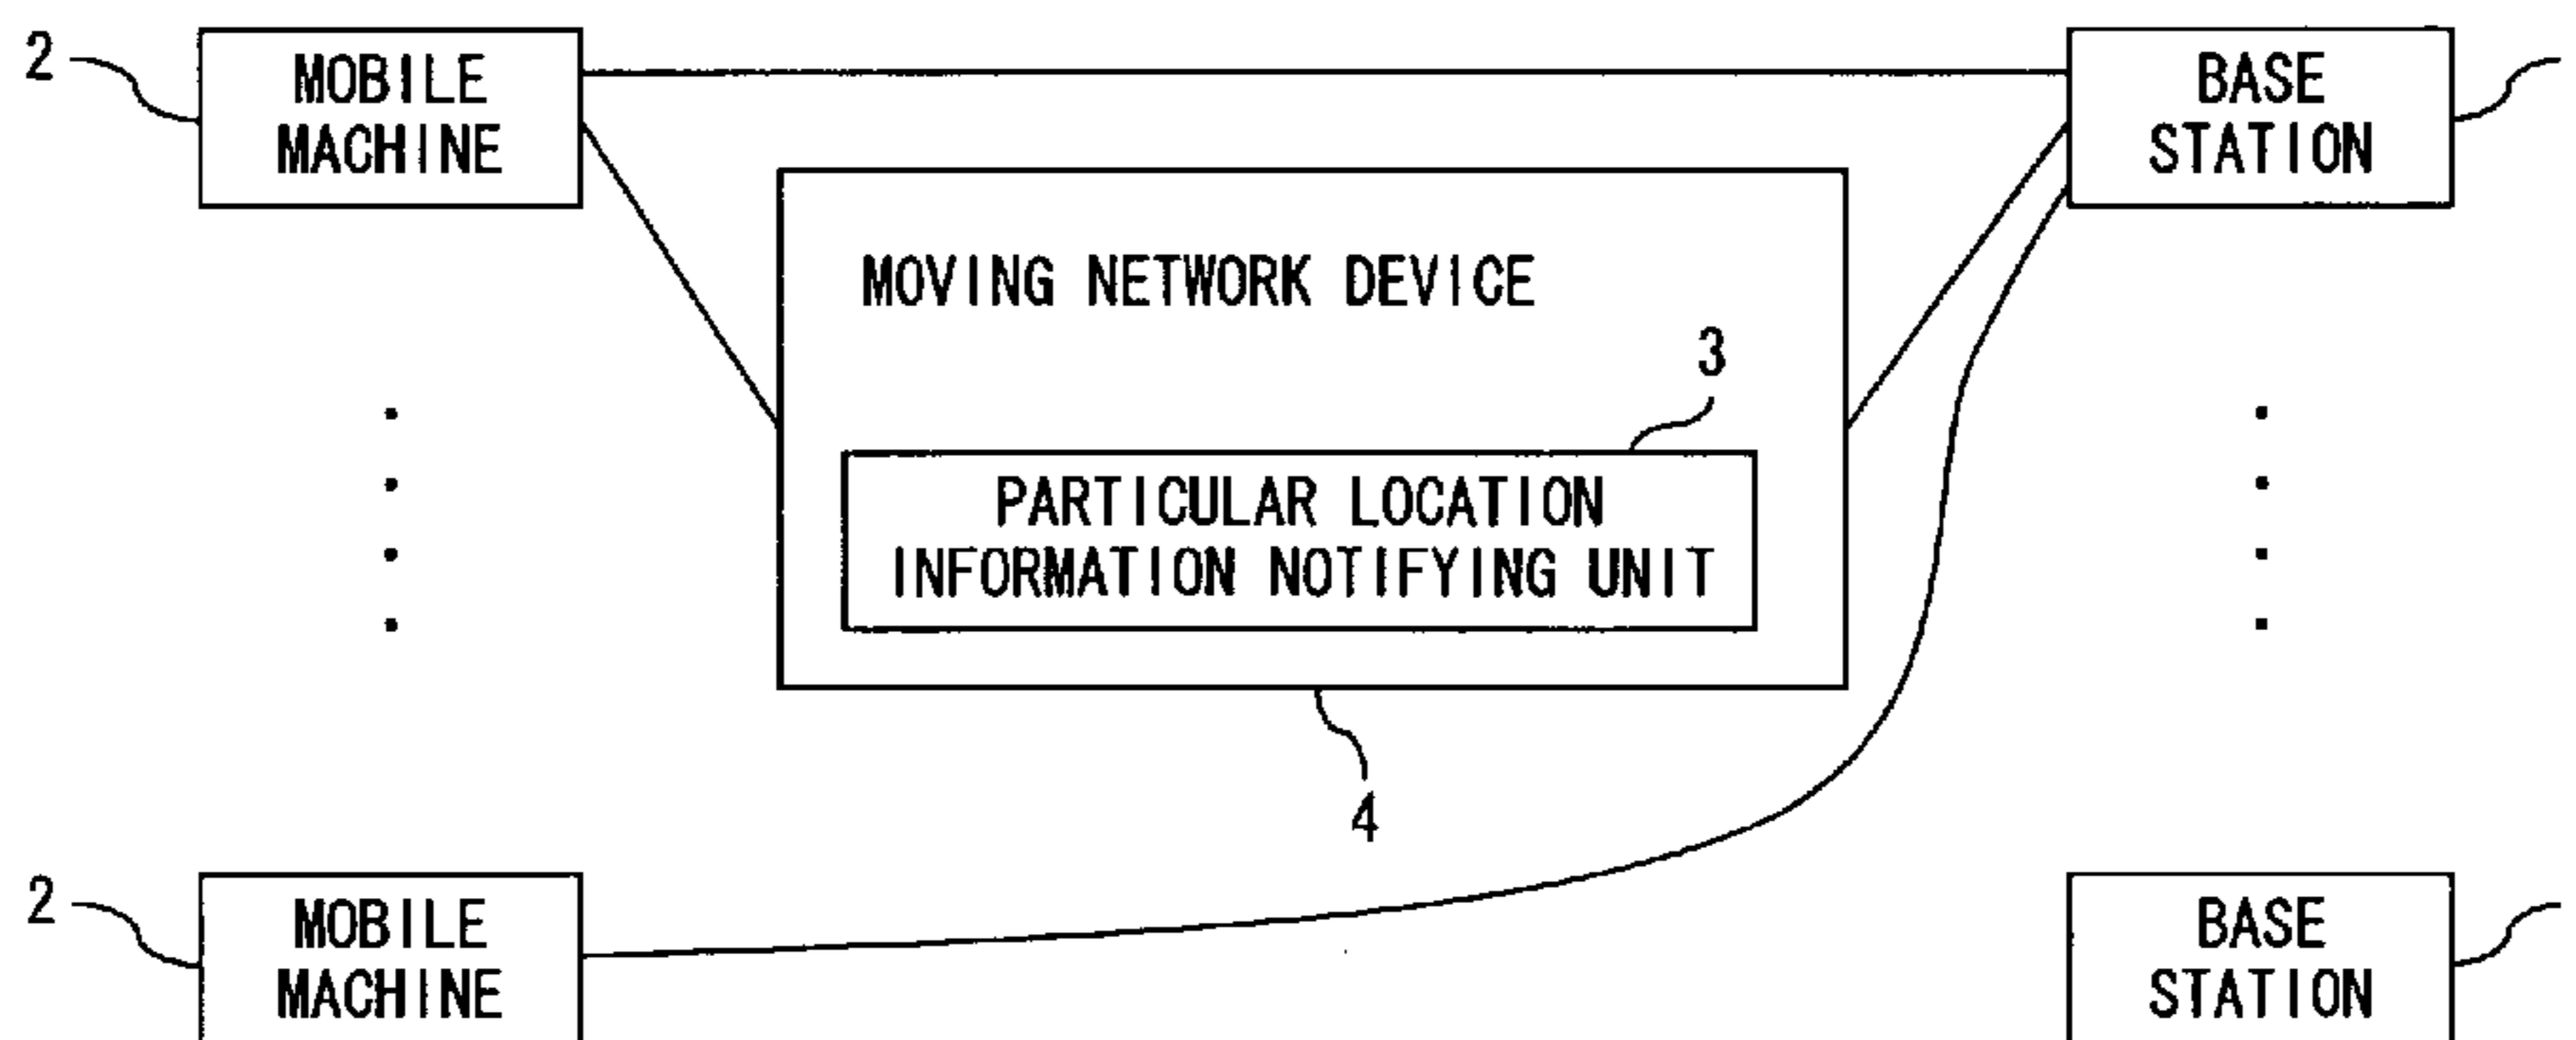 2
MOBILE
MACHINE
BASE
STATION
MOVING NETWORK DEVICE
3
PARTICULAR LOCATION
INFORMATION NOTIFYING UNIT
4
2
MOBILE
MACHINE
BASE
STATION